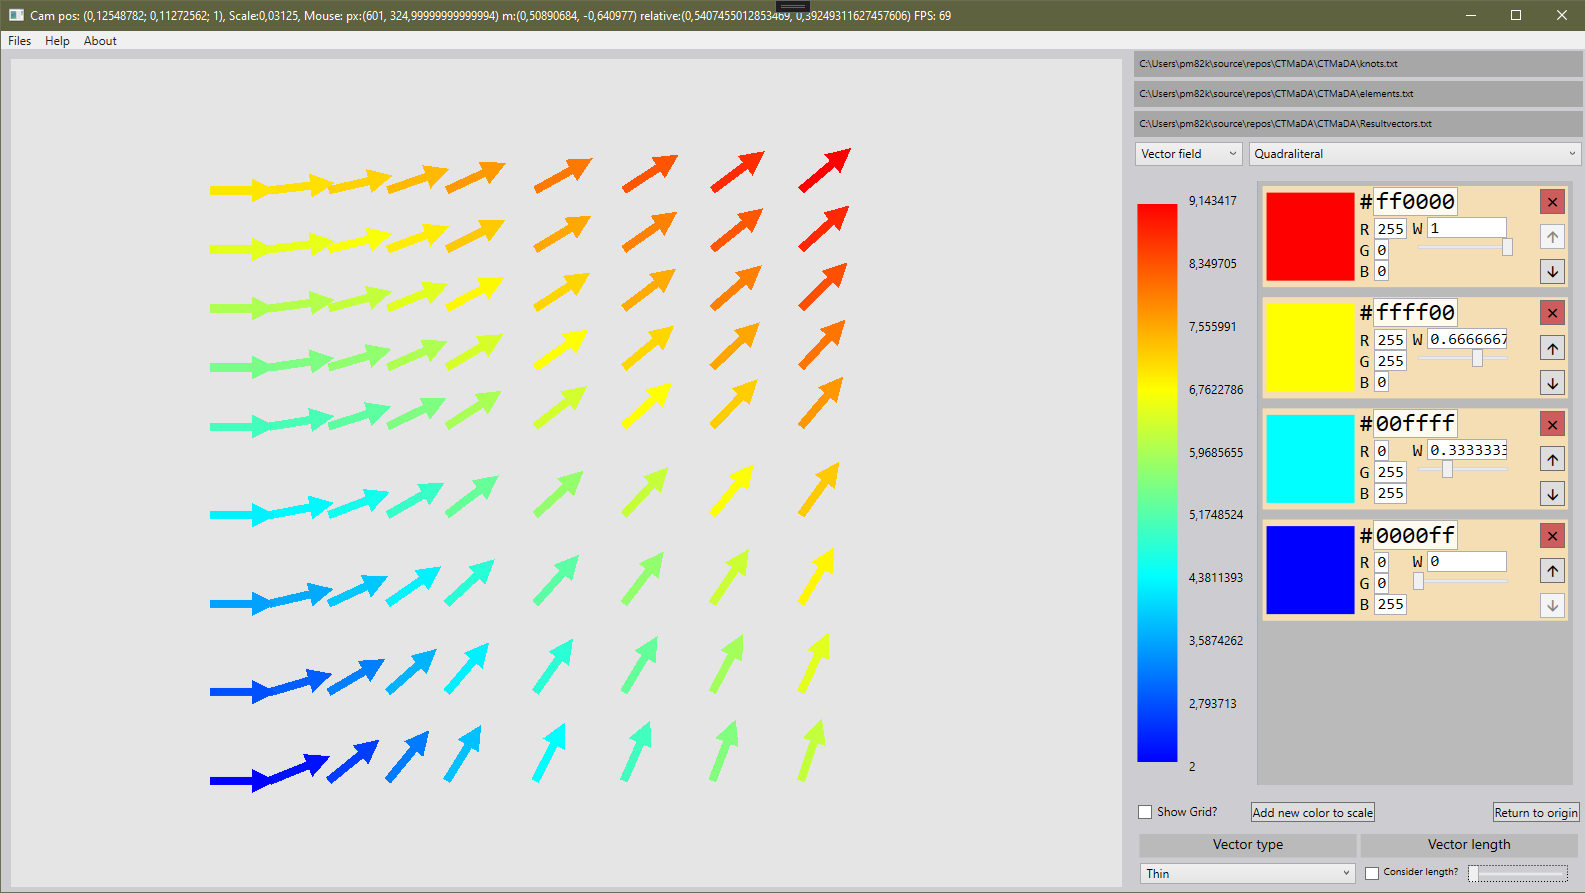 Cam pos: (0,12548782; 0,11272562; 1), Scale:0,03125, Mouse: px:(601, 324,99999999999994) m:(0,50890684, -0,640977) relative:(0,5407455012853469, 0,39249311627457606) FPS: 69
Files Help About
C:\Users\pm82k\source\repos\CTMaDA\CTMaDA\knots.txt
C:\Users\pm82k\source\repos\CTMaDA\CTMaDA\elements.txt
C:\Users\pm82k\source\repos\CTMaDA\CTMaDA\Resultvectors.txt
Vector field
Quadraliteral
9,143417
8,349705
7,555991
6,7622786
5,9685655
5,1748524
4,3811393
3,5874262
2,793713
2
#ff0000
R 255 W 1
G 0
B 0
#ffff00
R 255 W 0.6666667
G 255
B 0
#00ffff
R 0 W 0.3333333
G 255
B 255
#0000ff
R 0 W 0
G 0
B 255
Show Grid?
Add new color to scale
Return to origin
Vector type
Vector length
Thin
Consider length?